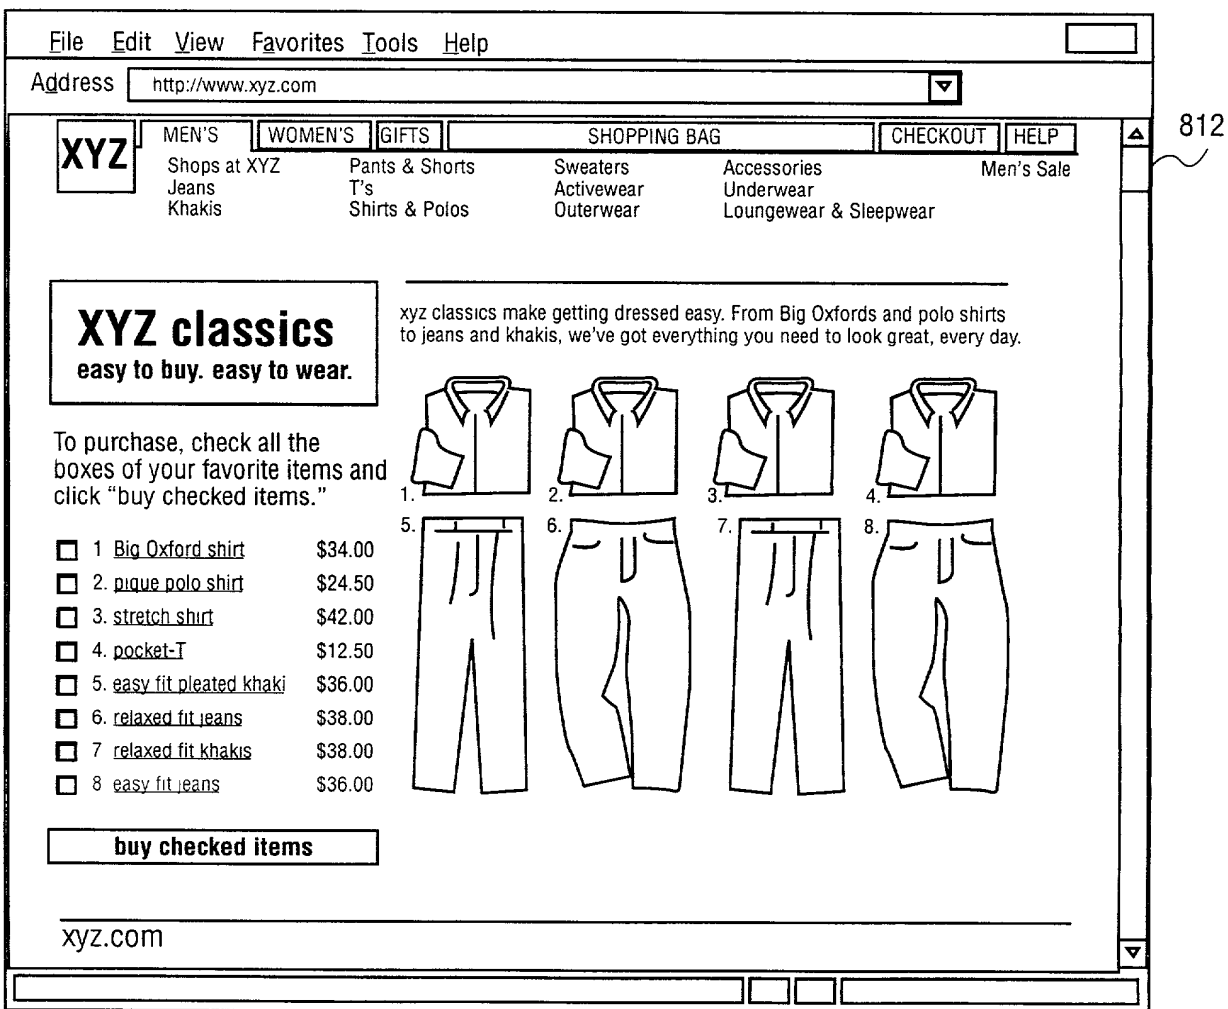 File Edit View Favorites Tools Help
Address http://www.xyz.com
812
XYZ MEN'S WOMEN'S GIFTS SHOPPING BAG CHECKOUT HELP
Shops at XYZ Pants & Shorts Sweaters Accessories Men's Sale
Jeans T's Activewear Underwear
Khakis Shirts & Polos Outerwear Loungewear & Sleepwear
XYZ classics
easy to buy. easy to wear.
xyz classics make getting dressed easy. From Big Oxfords and polo shirts
to jeans and khakis, we've got everything you need to look great, every day.
To purchase, check all the
boxes of your favorite items and
click “buy checked items.”
1. 2. 3. 4.
5. 6. 7. 8.
1 Big Oxford shirt $34.00
2. pique polo shirt $24.50
3. stretch shirt $42.00
4. pocket-T $12.50
5. easy fit pleated khaki $36.00
6. relaxed fit jeans $38.00
7 relaxed fit khakis $38.00
8 easy fit jeans $36.00
buy checked items
xyz.com